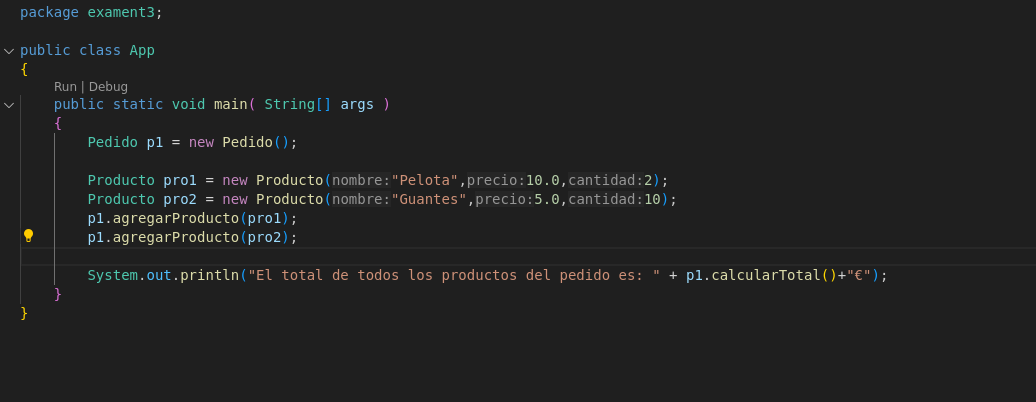 package exament3;
public class App
{
Run | Debug
public static void main( String[] args )
{
Pedido p1 = new Pedido();
Producto pro1 = new Producto(nombre:"Pelota",precio:10.0,cantidad:2);
Producto pro2 = new Producto(nombre:"Guantes",precio:5.0,cantidad:10);
p1.agregarProducto(pro1);
p1.agregarProducto(pro2);
System.out.println("El total de todos los productos del pedido es: " + p1.calcularTotal()+"€");
}
}